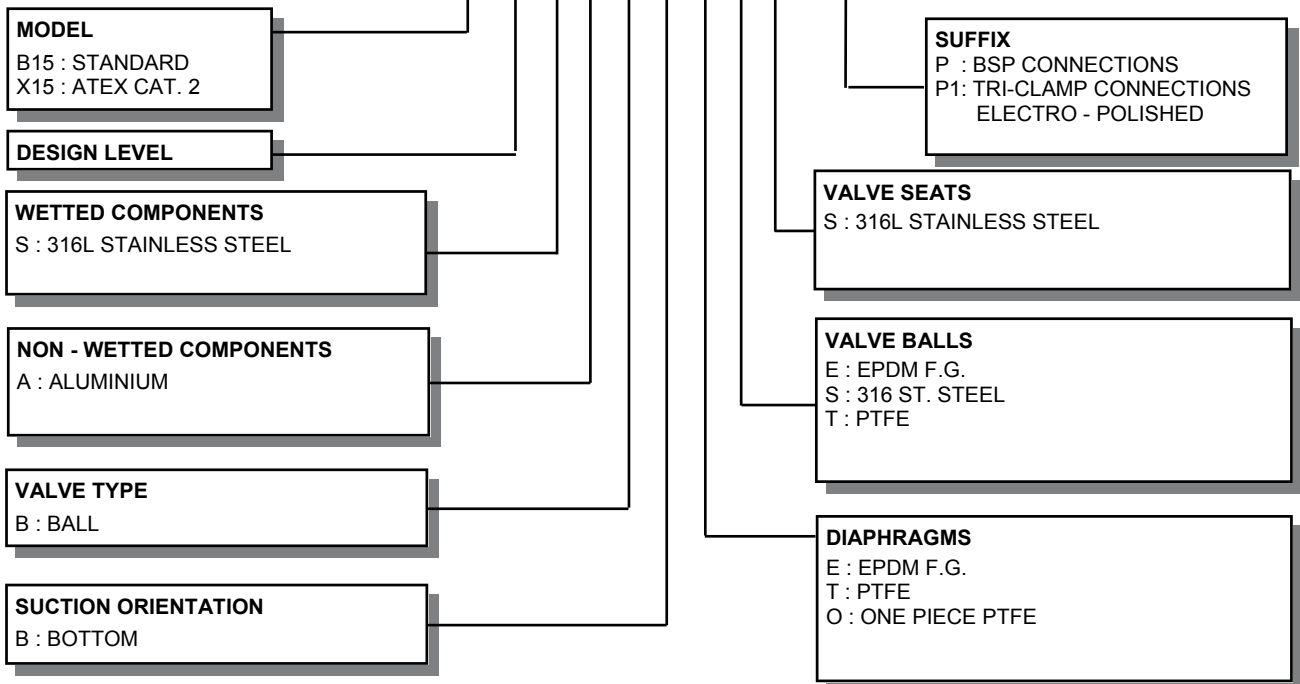 MODEL
B15 : STANDARD
X15 : ATEX CAT. 2
DESIGN LEVEL
WETTED COMPONENTS
S : 316L STAINLESS STEEL
NON - WETTED COMPONENTS
A : ALUMINIUM
VALVE TYPE
B : BALL
SUCTION ORIENTATION
B : BOTTOM
SUFFIX
P : BSP CONNECTIONS
P1: TRI-CLAMP CONNECTIONS
ELECTRO - POLISHED
VALVE SEATS
S : 316L STAINLESS STEEL
VALVE BALLS
E : EPDM F.G.
S : 316 ST. STEEL
T : PTFE
DIAPHRAGMS
E : EPDM F.G.
T : PTFE
O : ONE PIECE PTFE